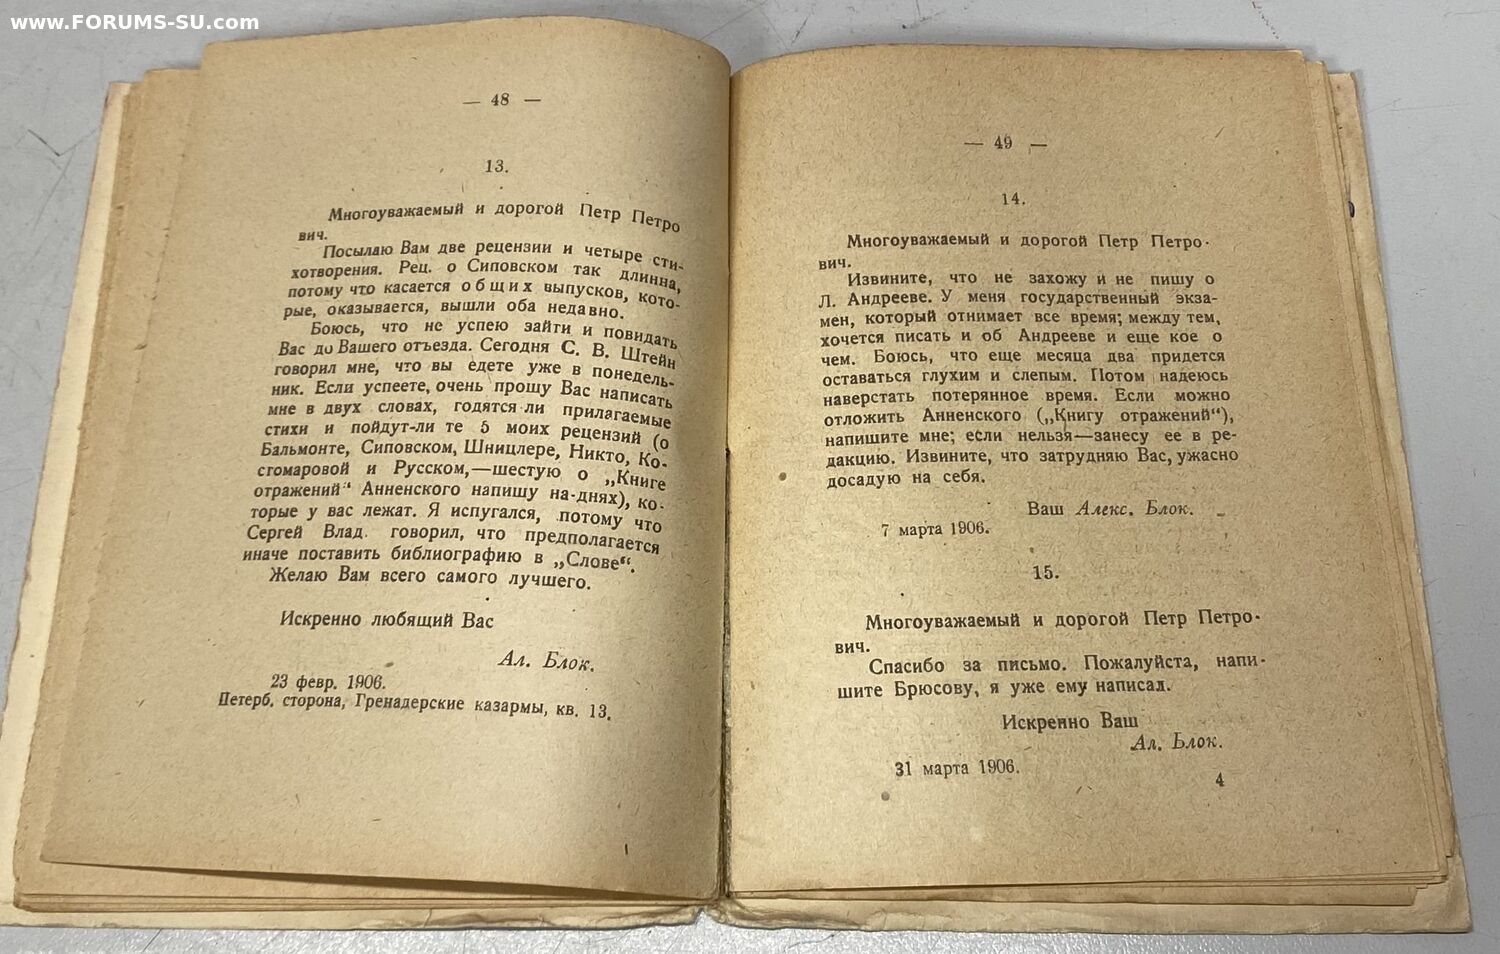 www.FORUMS-SU.com
— 48 —
13.
Многоуважаемый и дорогой Петр Петро
вич.
Посылаю Вам две рецензии и четыре сти-
хотворения. Рец. о Сиповском так длинна,
потому что касается общих выпусков, кото-
рые, оказывается, вышли оба недавно.
Боюсь, что не успею зайти и повидать
Вас до Вашего отъезда. Сегодня С. В. Штейн
говорил мне, что вы едете уже в понедель-
ник. Если успеете, очень прошу Вас написать
мне в двух словах, годятся-ли прилагаемые
стихи и пойдут-ли те 5 моих рецензий (о
Бальмонте, Сиповском, Шницлере, Никто, Ко-
стомаровой и Русском,—шестую о „Книге
отражений“ Анненского напишу на-днях), ко-
торые у вас лежат. Я испугался, потому что
Сергей Влад. говорил, что предполагается
иначе поставить библиографию в „Слове“.
Желаю Вам всего самого лучшего.
Искренно любящий Вас
Ал. Блок.
23 февр. 1906.
Петерб. сторона, Гренадерские казармы, кв. 13.
— 49 —
14.
Многоуважаемый и дорогой Петр Петро-
вич.
Извините, что не захожу и не пишу о
Л. Андрееве. У меня государственный экза-
мен, который отнимает все время; между тем,
хочется писать и об Андрееве и еще кое о
чем. Боюсь, что еще месяца два придется
оставаться глухим и слепым. Потом надеюсь
наверстать потерянное время. Если можно
отложить Анненского („Книгу отражений“),
напишите мне; если нельзя—занесу ее в ре-
дакцию. Извините, что затрудняю Вас, ужасно
досадую на себя.
Ваш Алекс. Блок.
7 марта 1906.
15.
Многоуважаемый и дорогой Петр Петро-
вич.
Спасибо за письмо. Пожалуйста, напи-
шите Брюсову, я уже ему написал.
Искренно Ваш
Ал. Блок.
31 марта 1906.
4